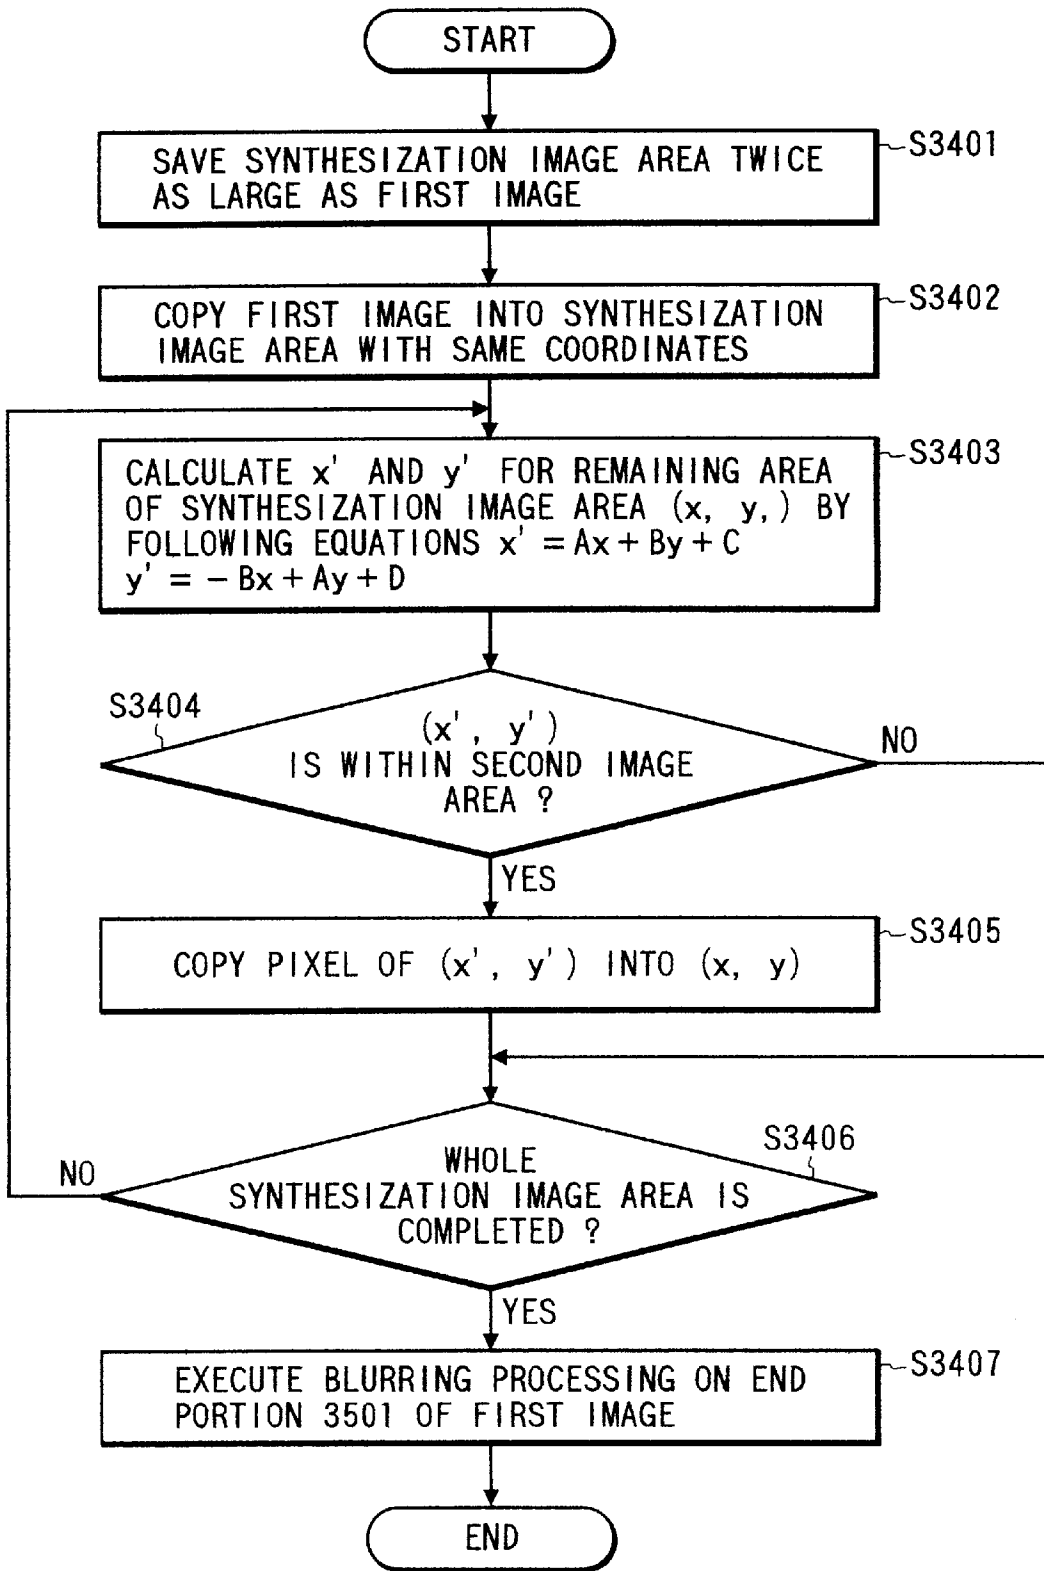 START
SAVE SYNTHESIZATION IMAGE AREA TWICE
AS LARGE AS FIRST IMAGE
S3401
COPY FIRST IMAGE INTO SYNTHESIZATION
IMAGE AREA WITH SAME COORDINATES
S3402
CALCULATE x' AND y' FOR REMAINING AREA
OF SYNTHESIZATION IMAGE AREA (x, y,) BY
FOLLOWING EQUATIONS x' = Ax + By + C
y' = − Bx + Ay + D
S3403
S3404
(x', y')
IS WITHIN SECOND IMAGE
AREA ?
NO
YES
COPY PIXEL OF (x', y') INTO (x, y)
S3405
S3406
WHOLE
SYNTHESIZATION IMAGE AREA IS
COMPLETED ?
NO
YES
EXECUTE BLURRING PROCESSING ON END
PORTION 3501 OF FIRST IMAGE
S3407
END